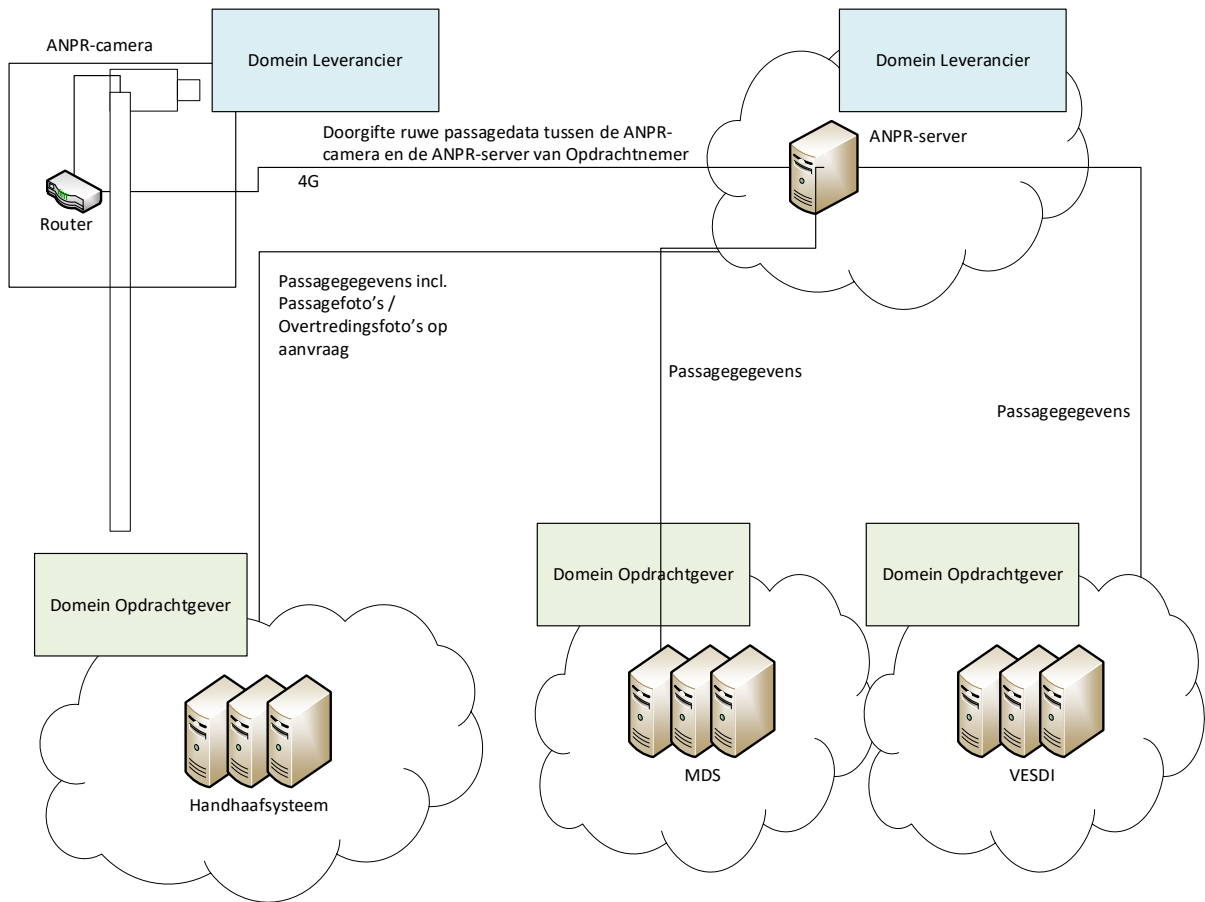 ANPR-camera
Domein Leverancier
Domein Leverancier
Doorgifte ruwe passagedata tussen de ANPR-
camera en de ANPR-server van Opdrachtnemer
ANPR-server
4G
Router
Passagegegevens incl.
Passagefoto's /
Overtredingsfoto's op
aanvraag
Passagegegevens
Passagegegevens
Domein Opdrachtgever
Domein Opdrachtgever
Domein Opdrachtgever
Handhaafsysteem
MDS
VESDI